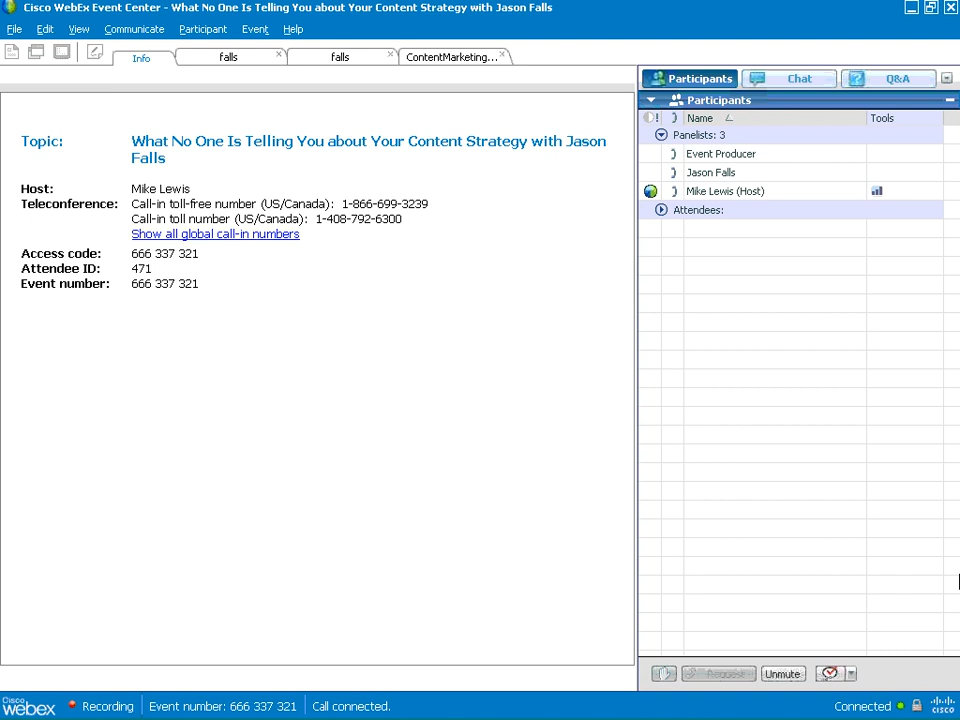 Cisco WebEx Event Center - What No One Is Telling You about Your Content Strategy with Jason Falls
File Edit View Communicate Participant Event Help
Info falls falls ContentMarketing...
Participants Chat Q&A
Participants
Name Tools
Panelists: 3
Event Producer
Jason Falls
Mike Lewis (Host)
Attendees:
Topic: What No One Is Telling You about Your Content Strategy with Jason
Falls
Host: Mike Lewis
Teleconference: Call-in toll-free number (US/Canada): 1-866-699-3239
Call-in toll number (US/Canada): 1-408-792-6300
Show all global call-in numbers
Access code: 666 337 321
Attendee ID: 471
Event number: 666 337 321
Request Unmute
Cisco webex Recording Event number: 666 337 321 Call connected. Connected cisco